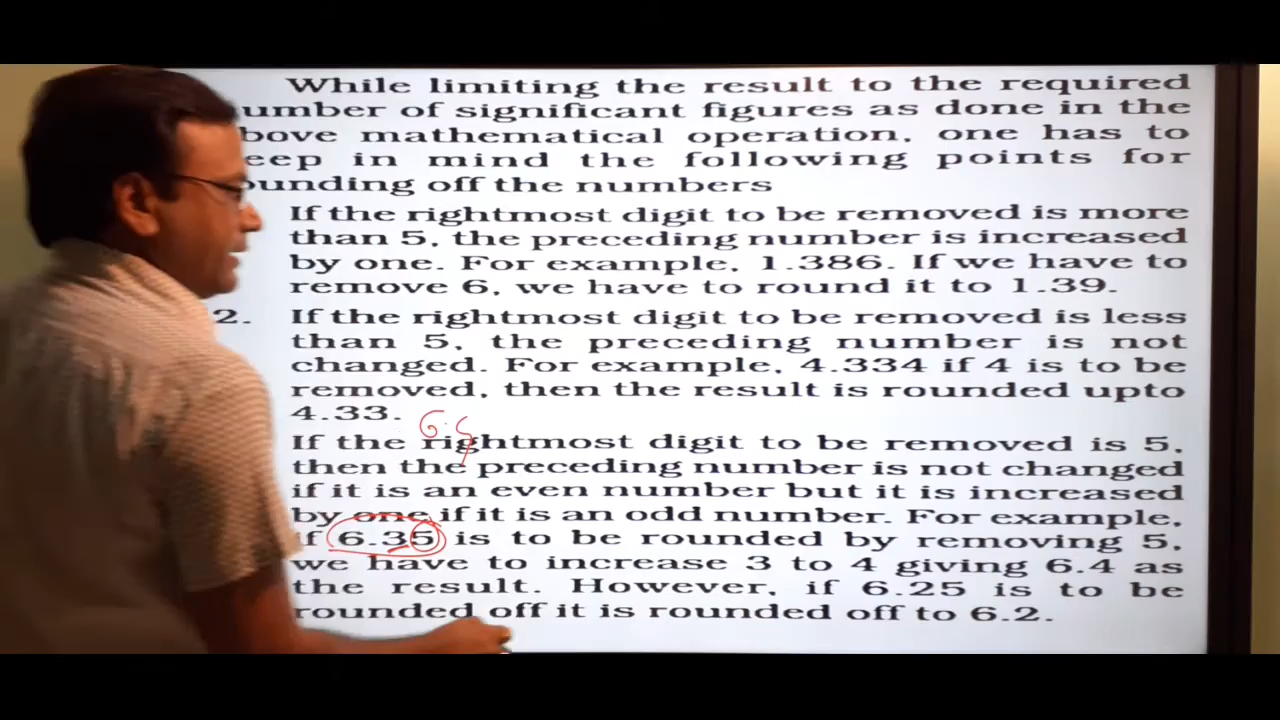 While limiting the result to the required
umber of significant figures as done in the
bove mathematical operation, one has to
eep in mind the following points for
ounding off the numbers
If the rightmost digit to be removed is more
than 5, the preceding number is increased
by one. For example, 1.386. If we have to
remove 6, we have to round it to 1.39.
2. If the rightmost digit to be removed is less
than 5, the preceding number is not
changed. For example, 4.334 if 4 is to be
removed, then the result is rounded upto
4.33.
If the rightmost digit to be removed is 5,
then the preceding number is not changed
if it is an even number but it is increased
by one if it is an odd number. For example,
if 6.35 is to be rounded by removing 5,
we have to increase 3 to 4 giving 6.4 as
the result. However, if 6.25 is to be
rounded off it is rounded off to 6.2.